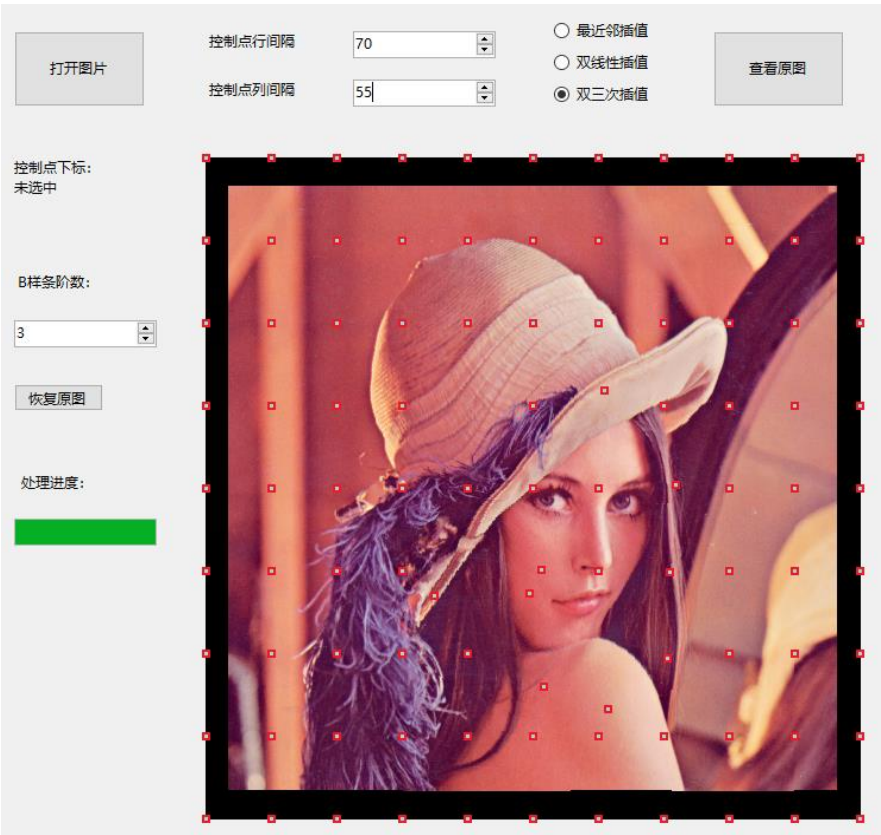 打开图片
控制点行间隔
70
最近邻插值
控制点列间隔
55
双线性插值
双三次插值
查看原图
控制点下标:
未选中
B样条阶数:
3
恢复原图
处理进度: